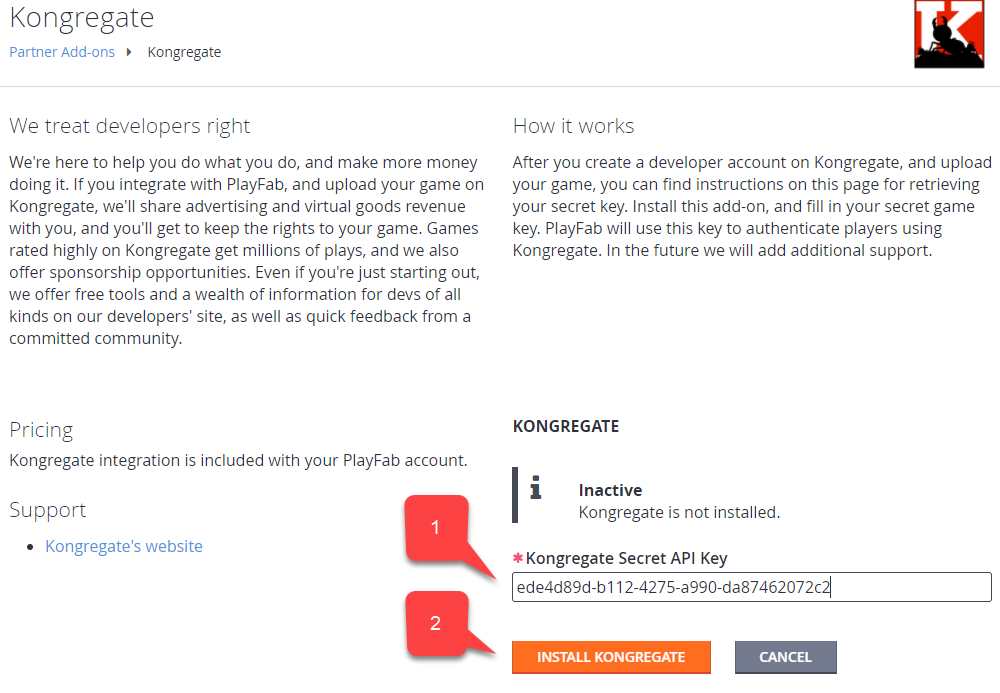 Kongregate
Partner Add-ons Kongregate
We treat developers right
We're here to help you do what you do, and make more money
doing it. If you integrate with PlayFab, and upload your game on
Kongregate, we'll share advertising and virtual goods revenue
with you, and you'll get to keep the rights to your game. Games
rated highly on Kongregate get millions of plays, and we also
offer sponsorship opportunities. Even if you're just starting out,
we offer free tools and a wealth of information for devs of all
kinds on our developers' site, as well as quick feedback from a
committed community.
How it works
After you create a developer account on Kongregate, and upload
your game, you can find instructions on this page for retrieving
your secret key. Install this add-on, and fill in your secret game
key. PlayFab will use this key to authenticate players using
Kongregate. In the future we will add additional support.
Pricing
Kongregate integration is included with your PlayFab account.
Support
Kongregate's website
KONGREGATE
Inactive
Kongregate is not installed.
1
*Kongregate Secret API Key
ede4d89d-b112-4275-a990-da87462072c2
2
INSTALL KONGREGATE CANCEL